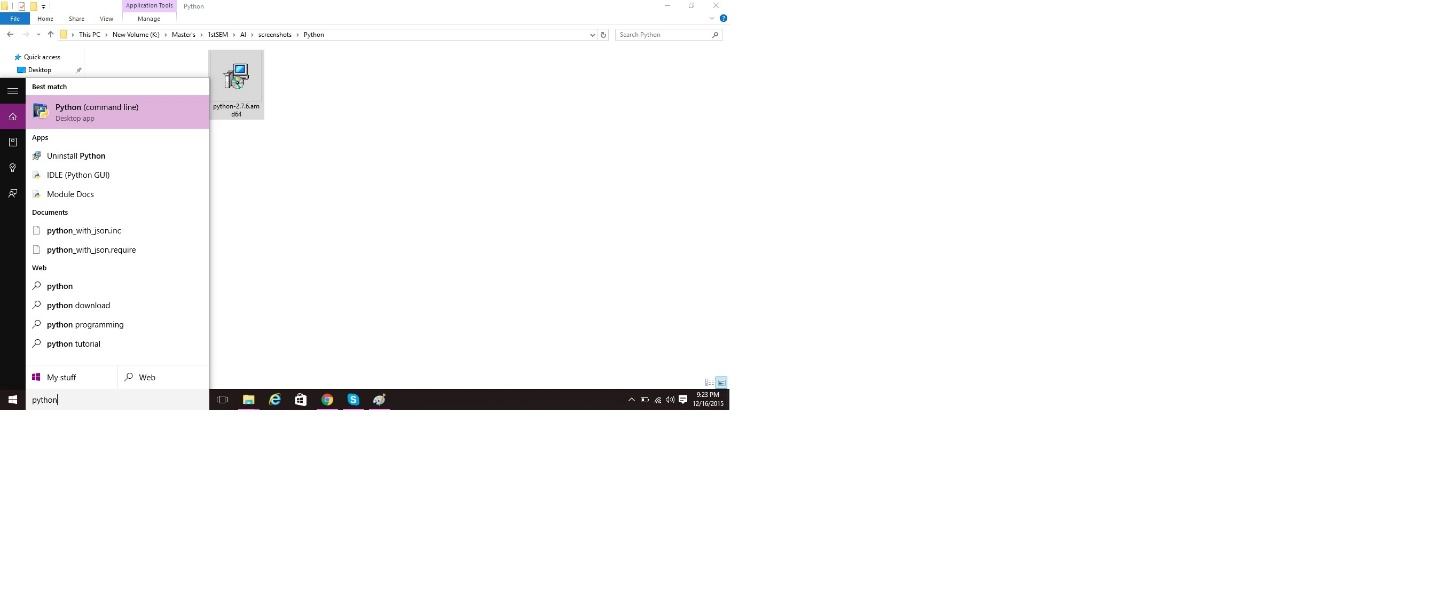 Application Tools Python
File Home Share View Manage
This PC > New Volume (K:) > Master's > 1stSEM > AI > screenshots > Python
Search Python
Quick access
Desktop
python-2.7.6.am
d64
Best match
Python (command line)
Desktop app
Apps
Uninstall Python
IDLE (Python GUI)
Module Docs
Documents
python_with_json.inc
python_with_json.require
Web
python
python download
python programming
python tutorial
My stuff Web
python
9:23 PM
12/16/2015